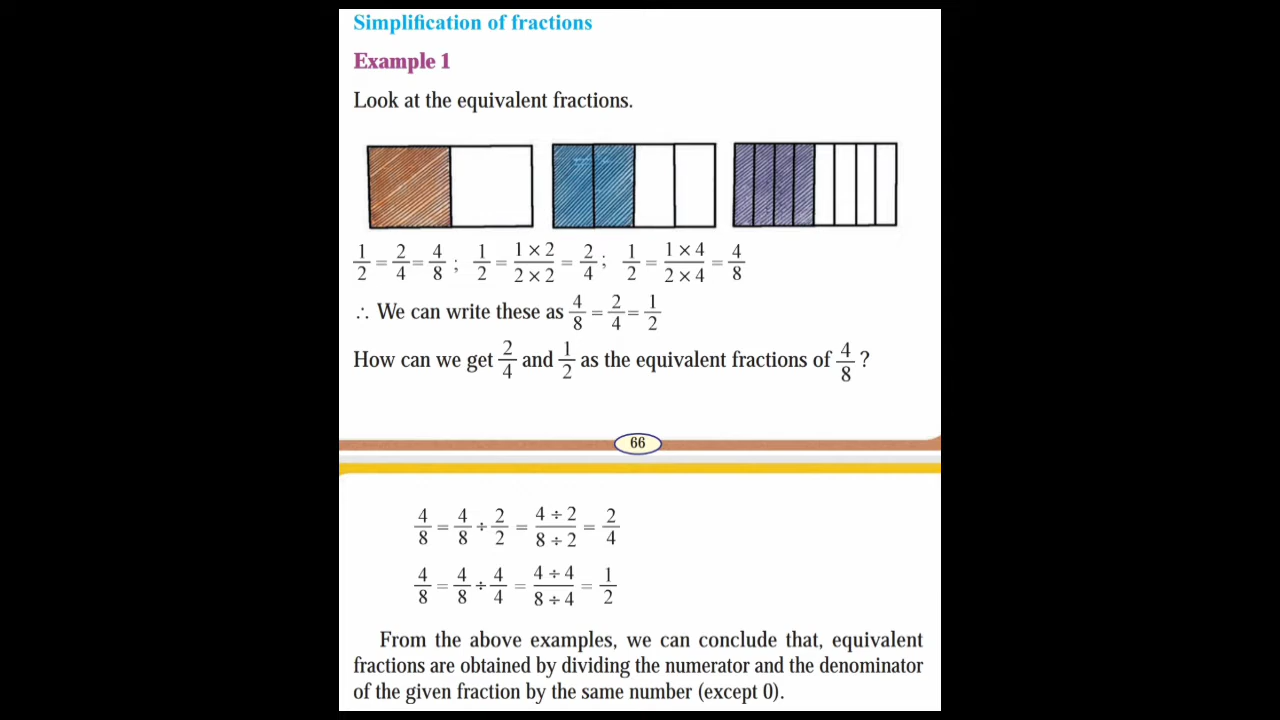 Simplification of fractions
Example 1
Look at the equivalent fractions.
1/2 = 2/4 = 4/8 ; 1/2 = (1 × 2)/(2 × 2) = 2/4 ; 1/2 = (1 × 4)/(2 × 4) = 4/8
∴ We can write these as 4/8 = 2/4 = 1/2
How can we get 2/4 and 1/2 as the equivalent fractions of 4/8 ?
66
4/8 = 4/8 ÷ 2/2 = (4 ÷ 2)/(8 ÷ 2) = 2/4
4/8 = 4/8 ÷ 4/4 = (4 ÷ 4)/(8 ÷ 4) = 1/2
From the above examples, we can conclude that, equivalent
fractions are obtained by dividing the numerator and the denominator
of the given fraction by the same number (except 0).